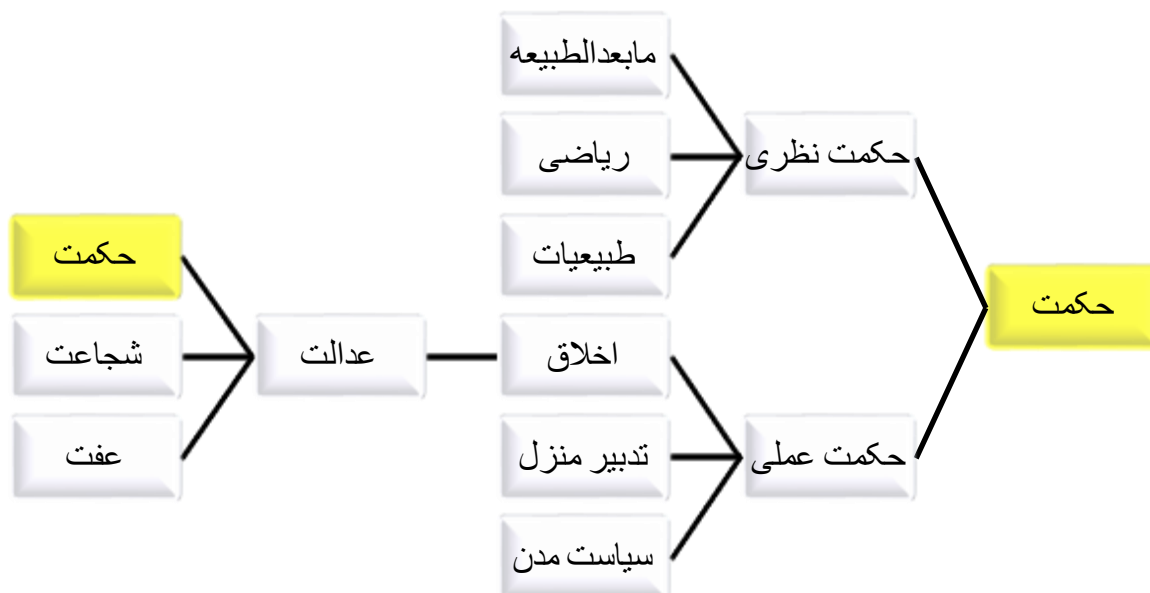 حکمت
حکمت نظری
حکمت عملی
مابعدالطبیعه
ریاضی
طبیعیات
اخلاق
تدبیر منزل
سیاست مدن
عدالت
حکمت
شجاعت
عفت